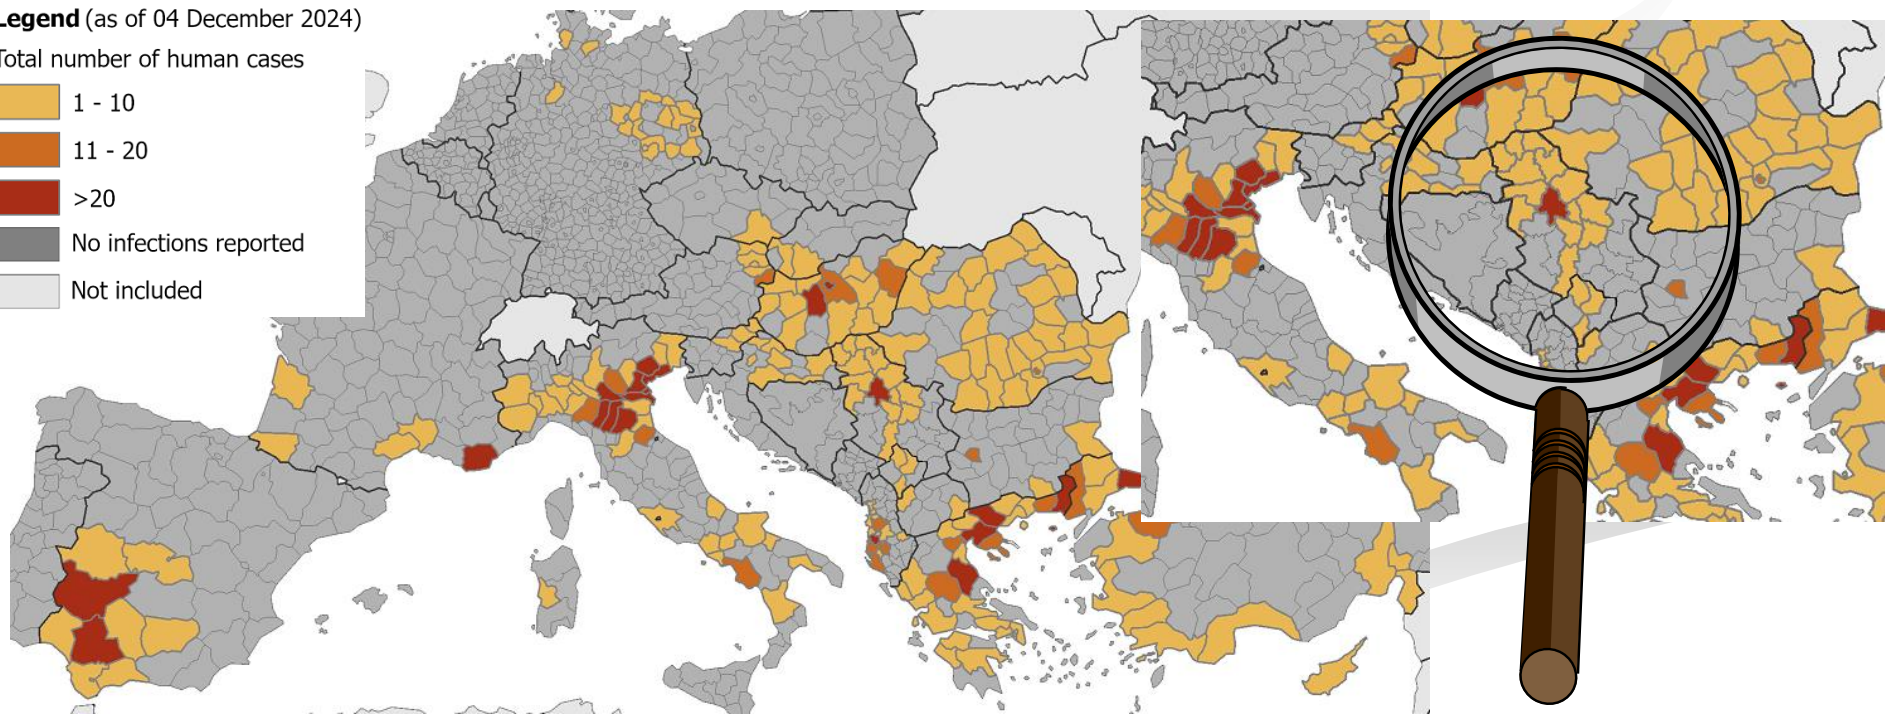 Legend (as of 04 December 2024)
Total number of human cases
1 - 10
11 - 20
>20
No infections reported
Not included